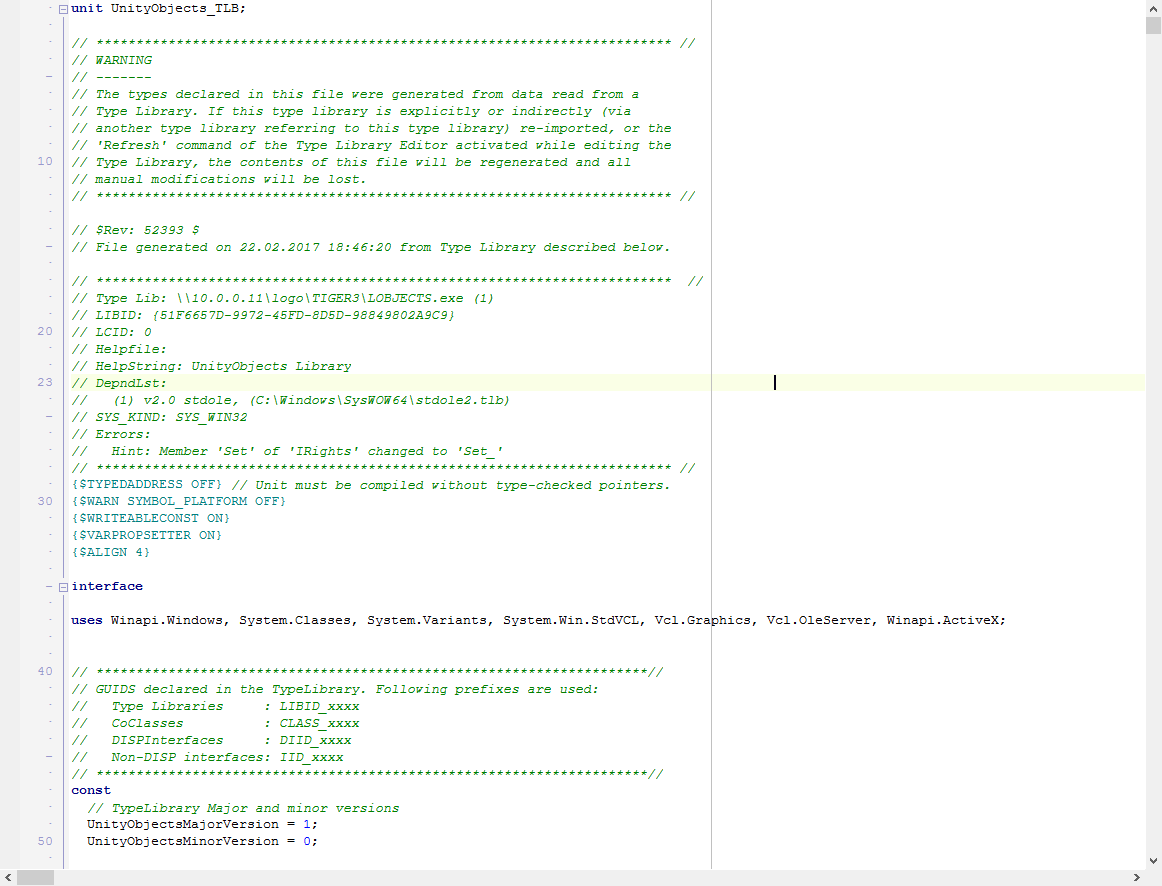 unit UnityObjects_TLB;
// ************************************************************************ //
// WARNING
// -------
// The types declared in this file were generated from data read from a
// Type Library. If this type library is explicitly or indirectly (via
// another type library referring to this type library) re-imported, or the
// 'Refresh' command of the Type Library Editor activated while editing the
10 // Type Library, the contents of this file will be regenerated and all
// manual modifications will be lost.
// ************************************************************************ //
// $Rev: 52393 $
// File generated on 22.02.2017 18:46:20 from Type Library described below.
// ************************************************************************  //
// Type Lib: \\10.0.0.11\logo\TIGER3\LOBJECTS.exe (1)
// LIBID: {51F6657D-9972-45FD-8D5D-98849802A9C9}
20 // LCID: 0
// Helpfile:
// HelpString: UnityObjects Library
23 // DepndLst:
//   (1) v2.0 stdole, (C:\Windows\SysWOW64\stdole2.tlb)
// SYS_KIND: SYS_WIN32
// Errors:
//   Hint: Member 'Set' of 'IRights' changed to 'Set_'
// ************************************************************************ //
{$TYPEDADDRESS OFF} // Unit must be compiled without type-checked pointers.
30 {$WARN SYMBOL_PLATFORM OFF}
{$WRITEABLECONST ON}
{$VARPROPSETTER ON}
{$ALIGN 4}
interface
uses Winapi.Windows, System.Classes, System.Variants, System.Win.StdVCL, Vcl.Graphics, Vcl.OleServer, Winapi.ActiveX;
40 // *********************************************************************//
// GUIDS declared in the TypeLibrary. Following prefixes are used:
//   Type Libraries     : LIBID_xxxx
//   CoClasses          : CLASS_xxxx
//   DISPInterfaces     : DIID_xxxx
//   Non-DISP interfaces: IID_xxxx
// *********************************************************************//
const
  // TypeLibrary Major and minor versions
  UnityObjectsMajorVersion = 1;
50   UnityObjectsMinorVersion = 0;